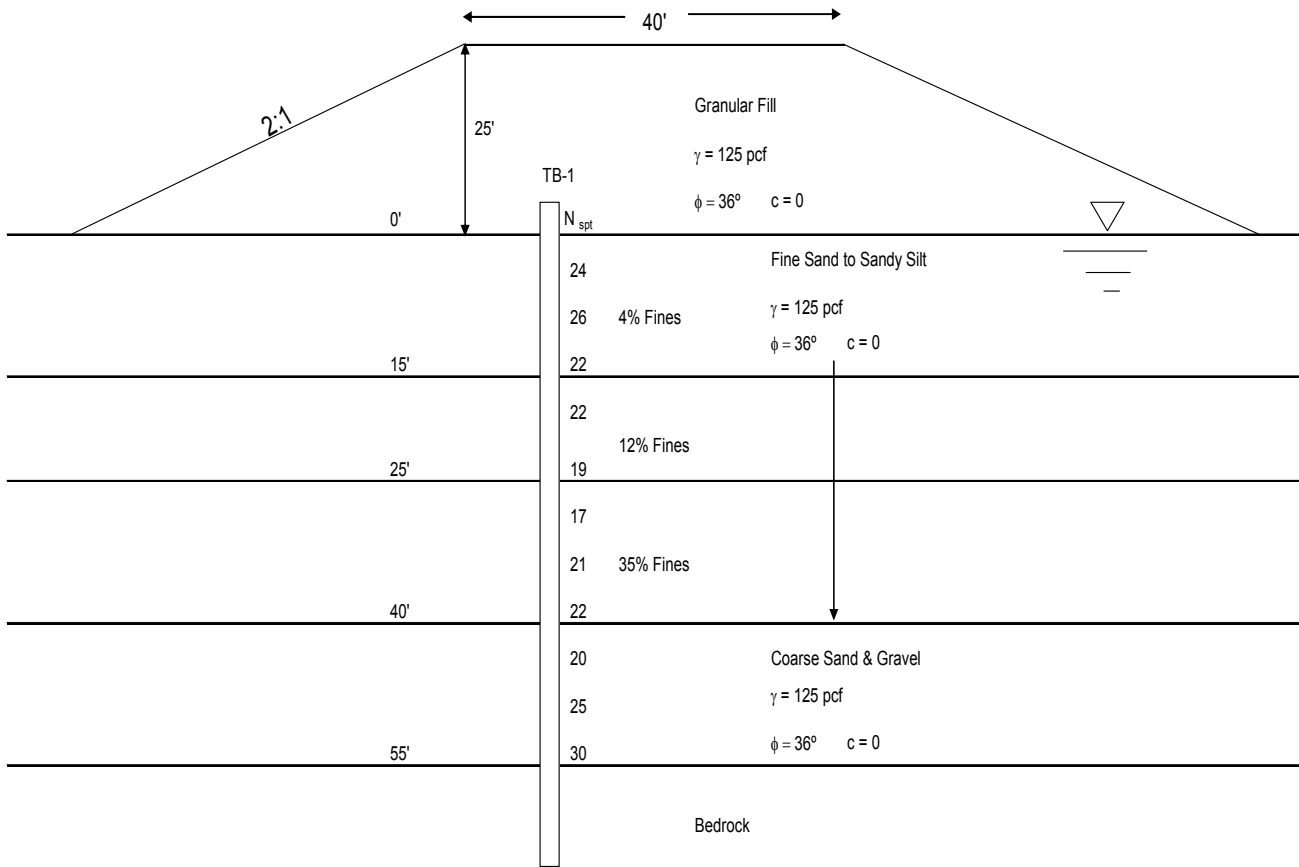 40'
2:1
25'
Granular Fill
γ = 125 pcf
φ = 36º c = 0
TB-1
0'
N spt
Fine Sand to Sandy Silt
γ = 125 pcf
φ = 36º c = 0
24
26 4% Fines
15'
22
22
12% Fines
25'
19
17
21 35% Fines
40'
22
20
Coarse Sand & Gravel
γ = 125 pcf
φ = 36º c = 0
25
55'
30
Bedrock